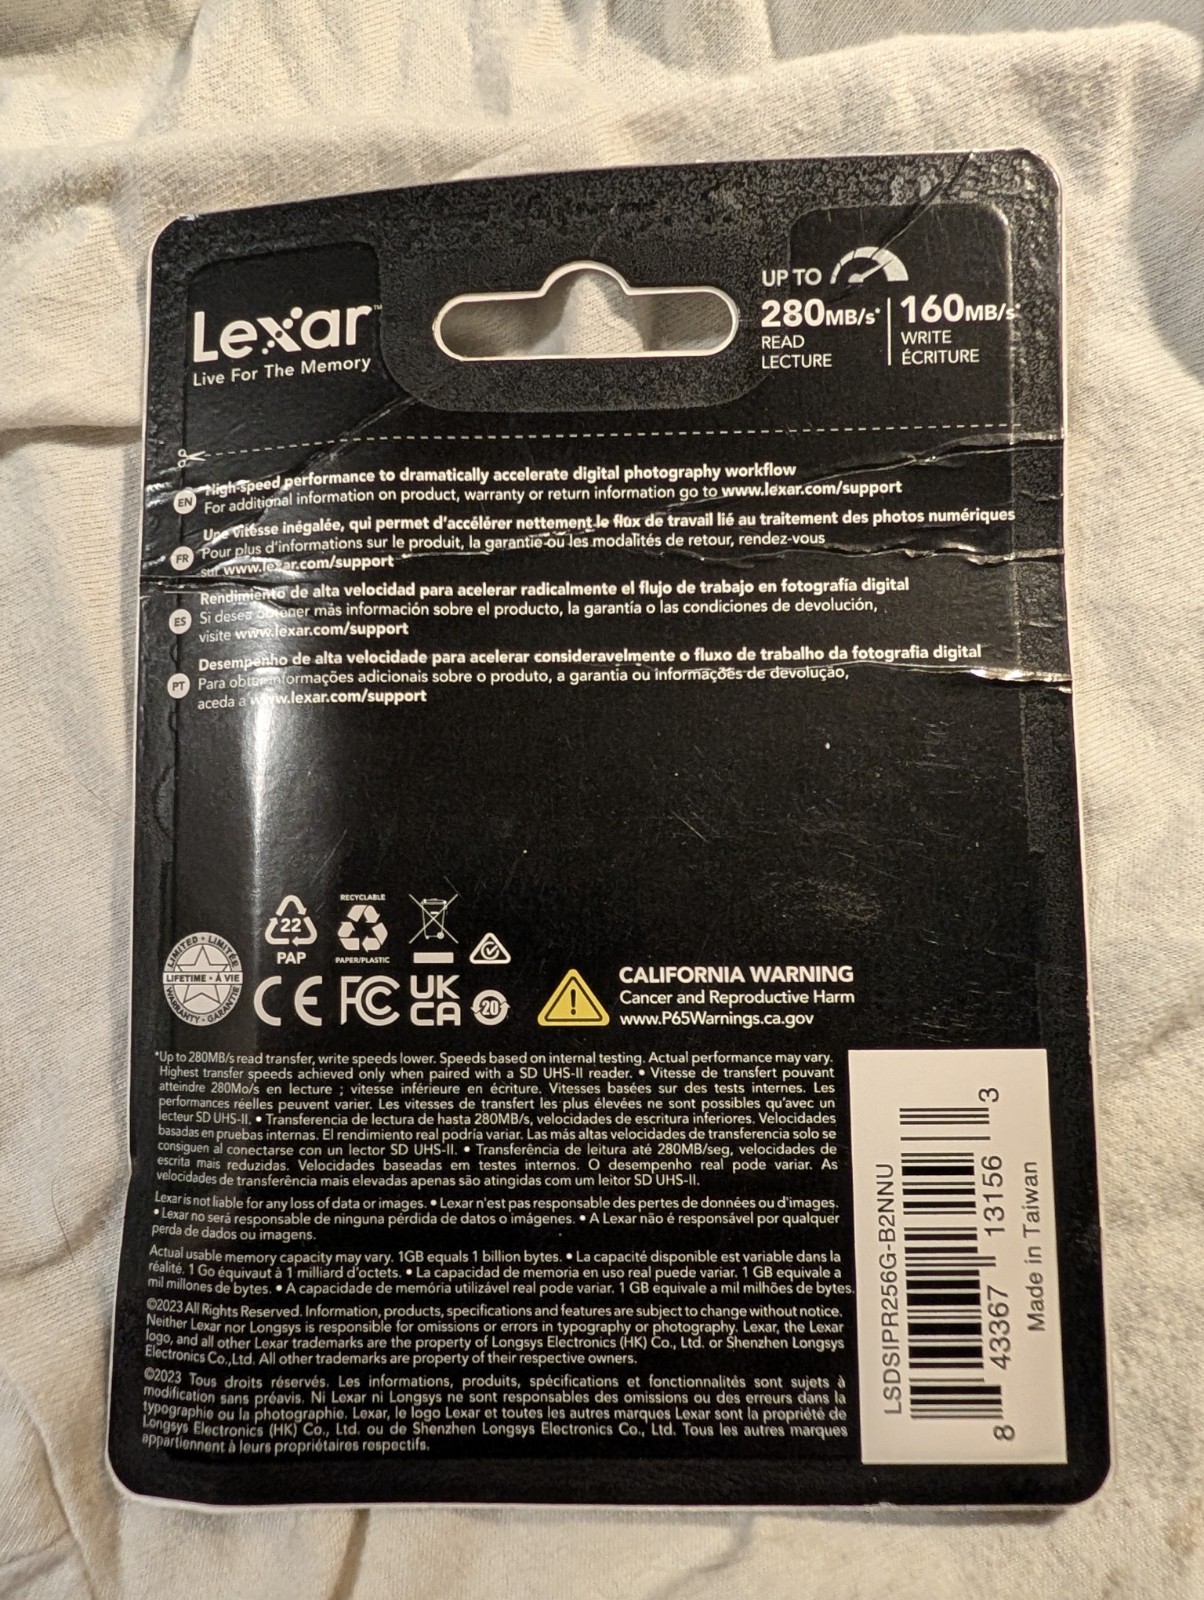 Lexar™
Live For The Memory
UP TO
280MB/s*
READ
LECTURE
160MB/s*
WRITE
ÉCRITURE
EN
High-speed performance to dramatically accelerate digital photography workflow
For additional information on product, warranty or return information go to www.lexar.com/support
FR
Une vitesse inégalée, qui permet d'accélérer nettement le flux de travail lié au traitement des photos numériques
Pour plus d'informations sur le produit, la garantie ou les modalités de retour, rendez-vous
sur www.lexar.com/support
ES
Rendimiento de alta velocidad para acelerar radicalmente el flujo de trabajo en fotografía digital
Si desea obtener más información sobre el producto, la garantía o las condiciones de devolución,
visite www.lexar.com/support
PT
Desempenho de alta velocidade para acelerar consideravelmente o fluxo de trabalho da fotografia digital
Para obter informações adicionais sobre o produto, a garantia ou informações de devolução,
aceda a www.lexar.com/support
LIMITED • LIMITÉE
LIFETIME • À VIE
WARRANTY • GARANTIE
22
PAP
RECYCLABLE
PAPER/PLASTIC
CE
FC
UK
CA
20
CALIFORNIA WARNING
Cancer and Reproductive Harm
www.P65Warnings.ca.gov
*Up to 280MB/s read transfer, write speeds lower. Speeds based on internal testing. Actual performance may vary.
Highest transfer speeds achieved only when paired with a SD UHS-II reader. • Vitesse de transfert pouvant
atteindre 280Mo/s en lecture ; vitesse inférieure en écriture. Vitesses basées sur des tests internes. Les
performances réelles peuvent varier. Les vitesses de transfert les plus élevées ne sont possibles qu'avec un
lecteur SD UHS-II. • Transferencia de lectura de hasta 280MB/s, velocidades de escritura inferiores. Velocidades
basadas en pruebas internas. El rendimiento real podría variar. Las más altas velocidades de transferencia solo se
consiguen al conectarse con un lector SD UHS-II. • Transferência de leitura até 280MB/seg, velocidades de
escrita mais reduzidas. Velocidades baseadas em testes internos. O desempenho real pode variar. As
velocidades de transferência mais elevadas apenas são atingidas com um leitor SD UHS-II.
Lexar is not liable for any loss of data or images. • Lexar n'est pas responsable des pertes de données ou d'images.
• Lexar no será responsable de ninguna pérdida de datos o imágenes. • A Lexar não é responsável por qualquer
perda de dados ou imagens.
Actual usable memory capacity may vary. 1GB equals 1 billion bytes. • La capacité disponible est variable dans la
réalité. 1 Go équivaut à 1 milliard d'octets. • La capacidad de memoria en uso real puede variar. 1 GB equivale a
mil millones de bytes. • A capacidade de memória utilizável real pode variar. 1 GB equivale a mil milhões de bytes.
©2023 All Rights Reserved. Information, products, specifications and features are subject to change without notice.
Neither Lexar nor Longsys is responsible for omissions or errors in typography or photography. Lexar, the Lexar
logo, and all other Lexar trademarks are the property of Longsys Electronics (HK) Co., Ltd. or Shenzhen Longsys
Electronics Co.,Ltd. All other trademarks are property of their respective owners.
©2023 Tous droits réservés. Les informations, produits, spécifications et fonctionnalités sont sujets à
modification sans préavis. Ni Lexar ni Longsys ne sont responsables des omissions ou des erreurs dans la
typographie ou la photographie. Lexar, le logo Lexar et toutes les autres marques Lexar sont la propriété de
Longsys Electronics (HK) Co., Ltd. ou de Shenzhen Longsys Electronics Co., Ltd. Tous les autres marques
appartiennent à leurs propriétaires respectifs.
LSDSIPR256G-B2NNU
8 43367 13156 3
Made in Taiwan